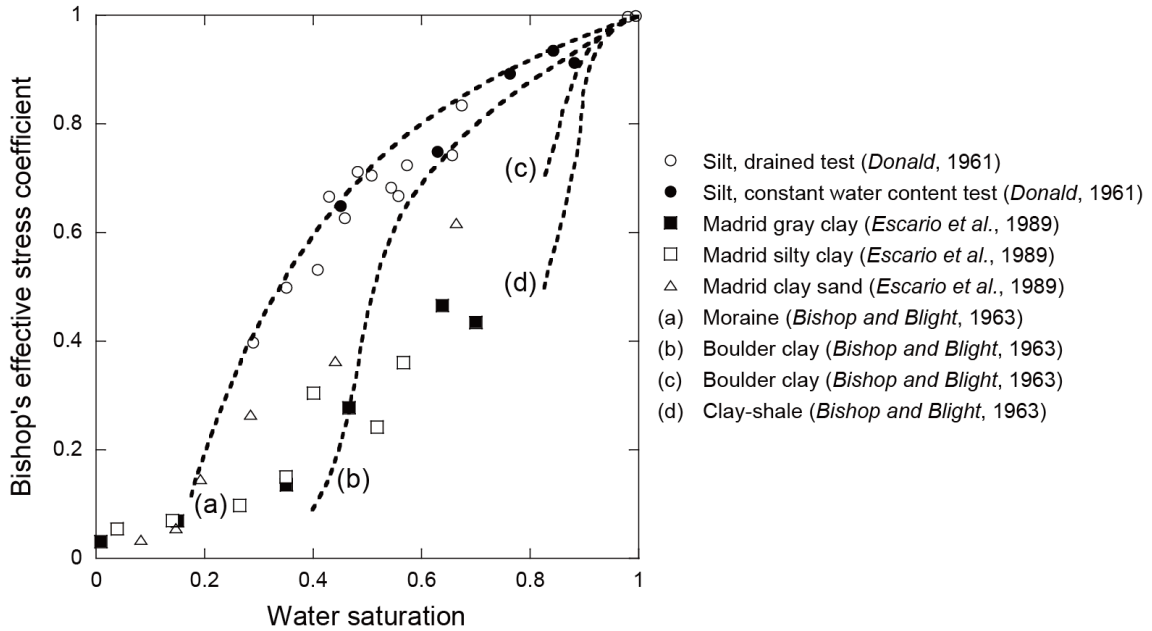 Bishop's effective stress coefficient
1
0.8
0.6
0.4
0.2
0
0
0.2
0.4
0.6
0.8
1
Water saturation
(a)
(b)
(c)
(d)
Silt, drained test (Donald, 1961)
Silt, constant water content test (Donald, 1961)
Madrid gray clay (Escario et al., 1989)
Madrid silty clay (Escario et al., 1989)
Madrid clay sand (Escario et al., 1989)
(a) Moraine (Bishop and Blight, 1963)
(b) Boulder clay (Bishop and Blight, 1963)
(c) Boulder clay (Bishop and Blight, 1963)
(d) Clay-shale (Bishop and Blight, 1963)